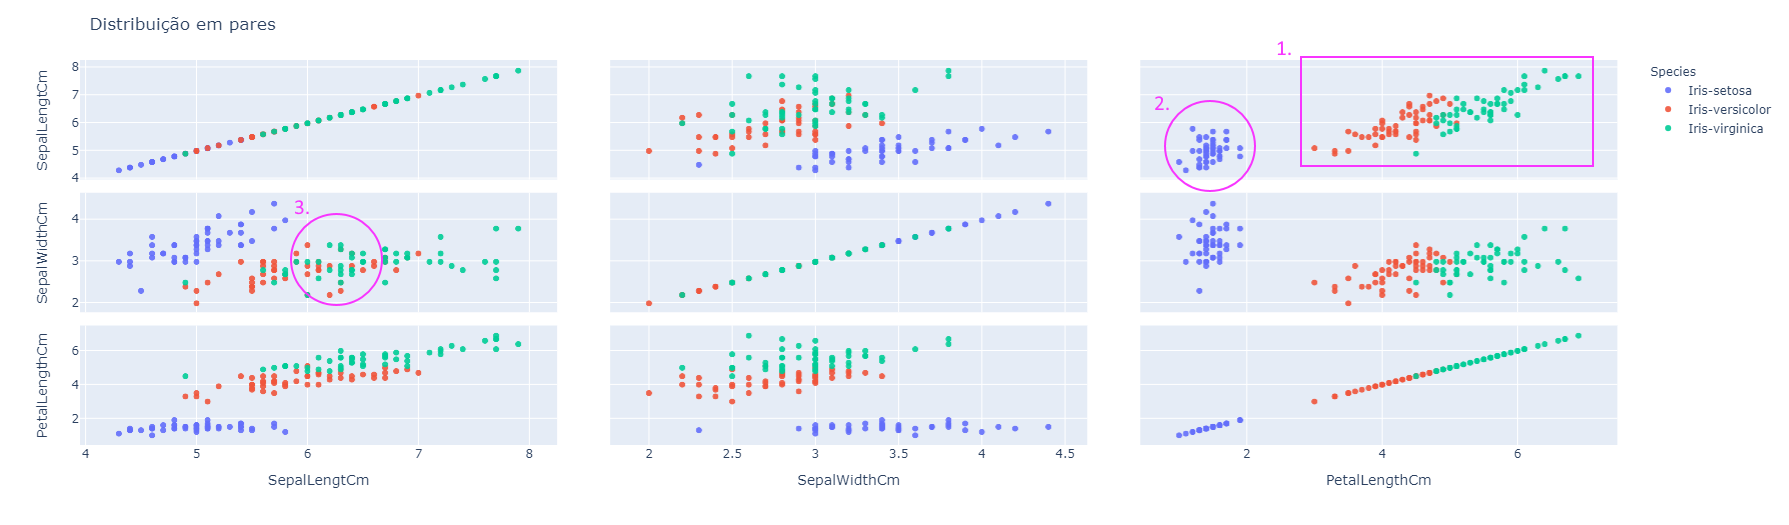 Distribuição em pares
1.
2.
3.
Species
Iris-setosa
Iris-versicolor
Iris-virginica
SepalLengtCm
8
7
6
5
4
SepalWidthCm
4
3
2
PetalLengthCm
6
4
2
4 5 6 7 8
2 2.5 3 3.5 4 4.5
2 4 6
SepalLengtCm
SepalWidthCm
PetalLengthCm